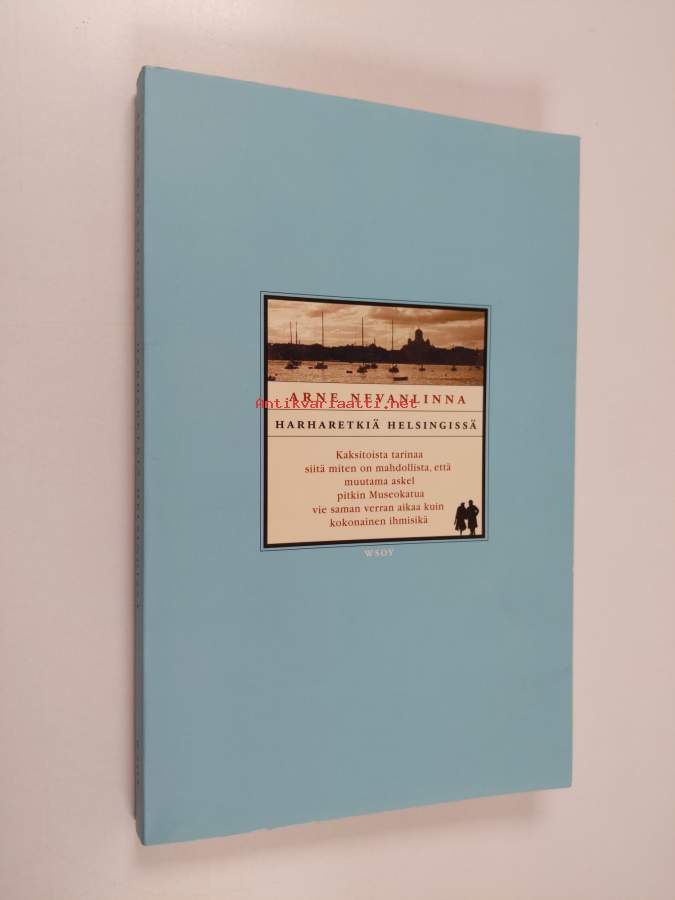 ARNE NEVANLINNA
Antikvariaatti.net
HARHARETKIÄ HELSINGISSÄ
Kaksitoista tarinaa
siitä miten on mahdollista, että
muutama askel
pitkin Museokatua
vie saman verran aikaa kuin
kokonainen ihmisikä
WSOY